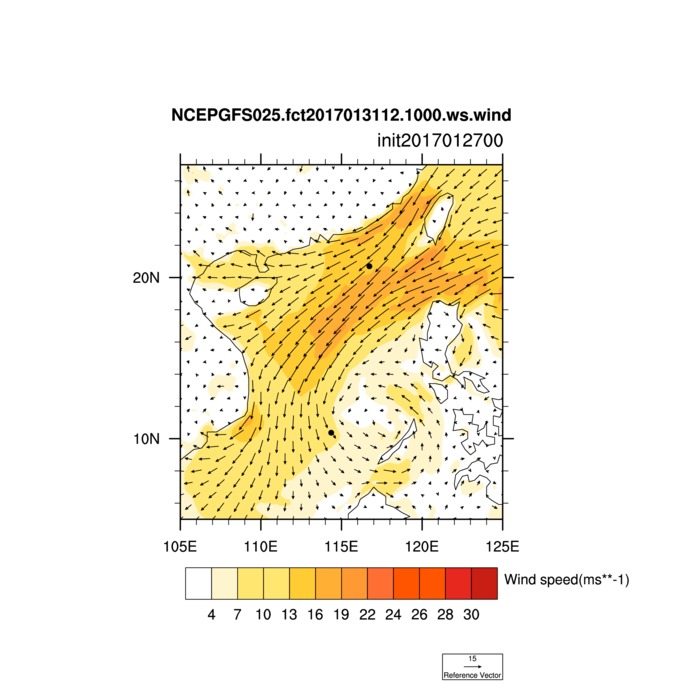 NCEPGFS025.fct2017013112.1000.ws.wind
init2017012700
20N
10N
105E 110E 115E 120E 125E
Wind speed(ms**-1)
4 7 10 13 16 19 22 24 26 28 30
15
Reference Vector